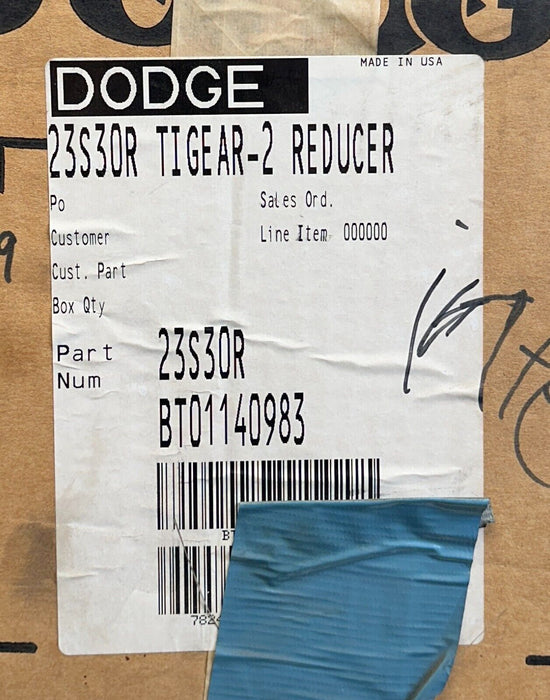 MADE IN USA
DODGE
23S30R TIGEAR-2 REDUCER
Po
Sales Ord.
Customer
Line Item 000000
Cust. Part
Box Qty
Part Num
23S30R
BT01140983